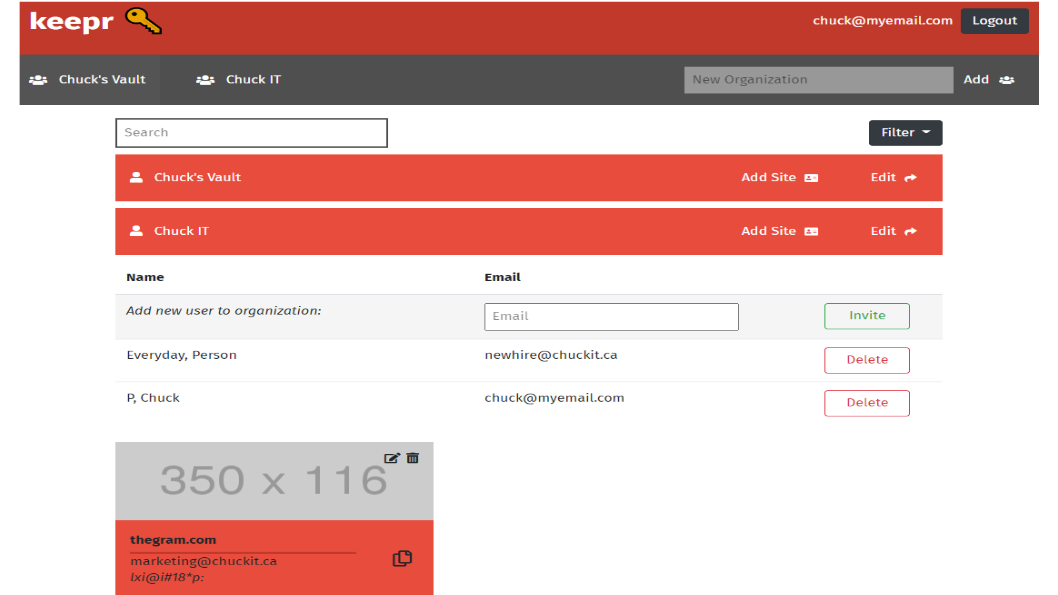 keepr
chuck@myemail.com Logout
Chuck's Vault Chuck IT New Organization Add
Search Filter
Chuck's Vault Add Site Edit
Chuck IT Add Site Edit
Name Email
Add new user to organization: Email Invite
Everyday, Person newhire@chuckit.ca Delete
P, Chuck chuck@myemail.com Delete
350 x 116
thegram.com
marketing@chuckit.ca
lxi@i#18*p: